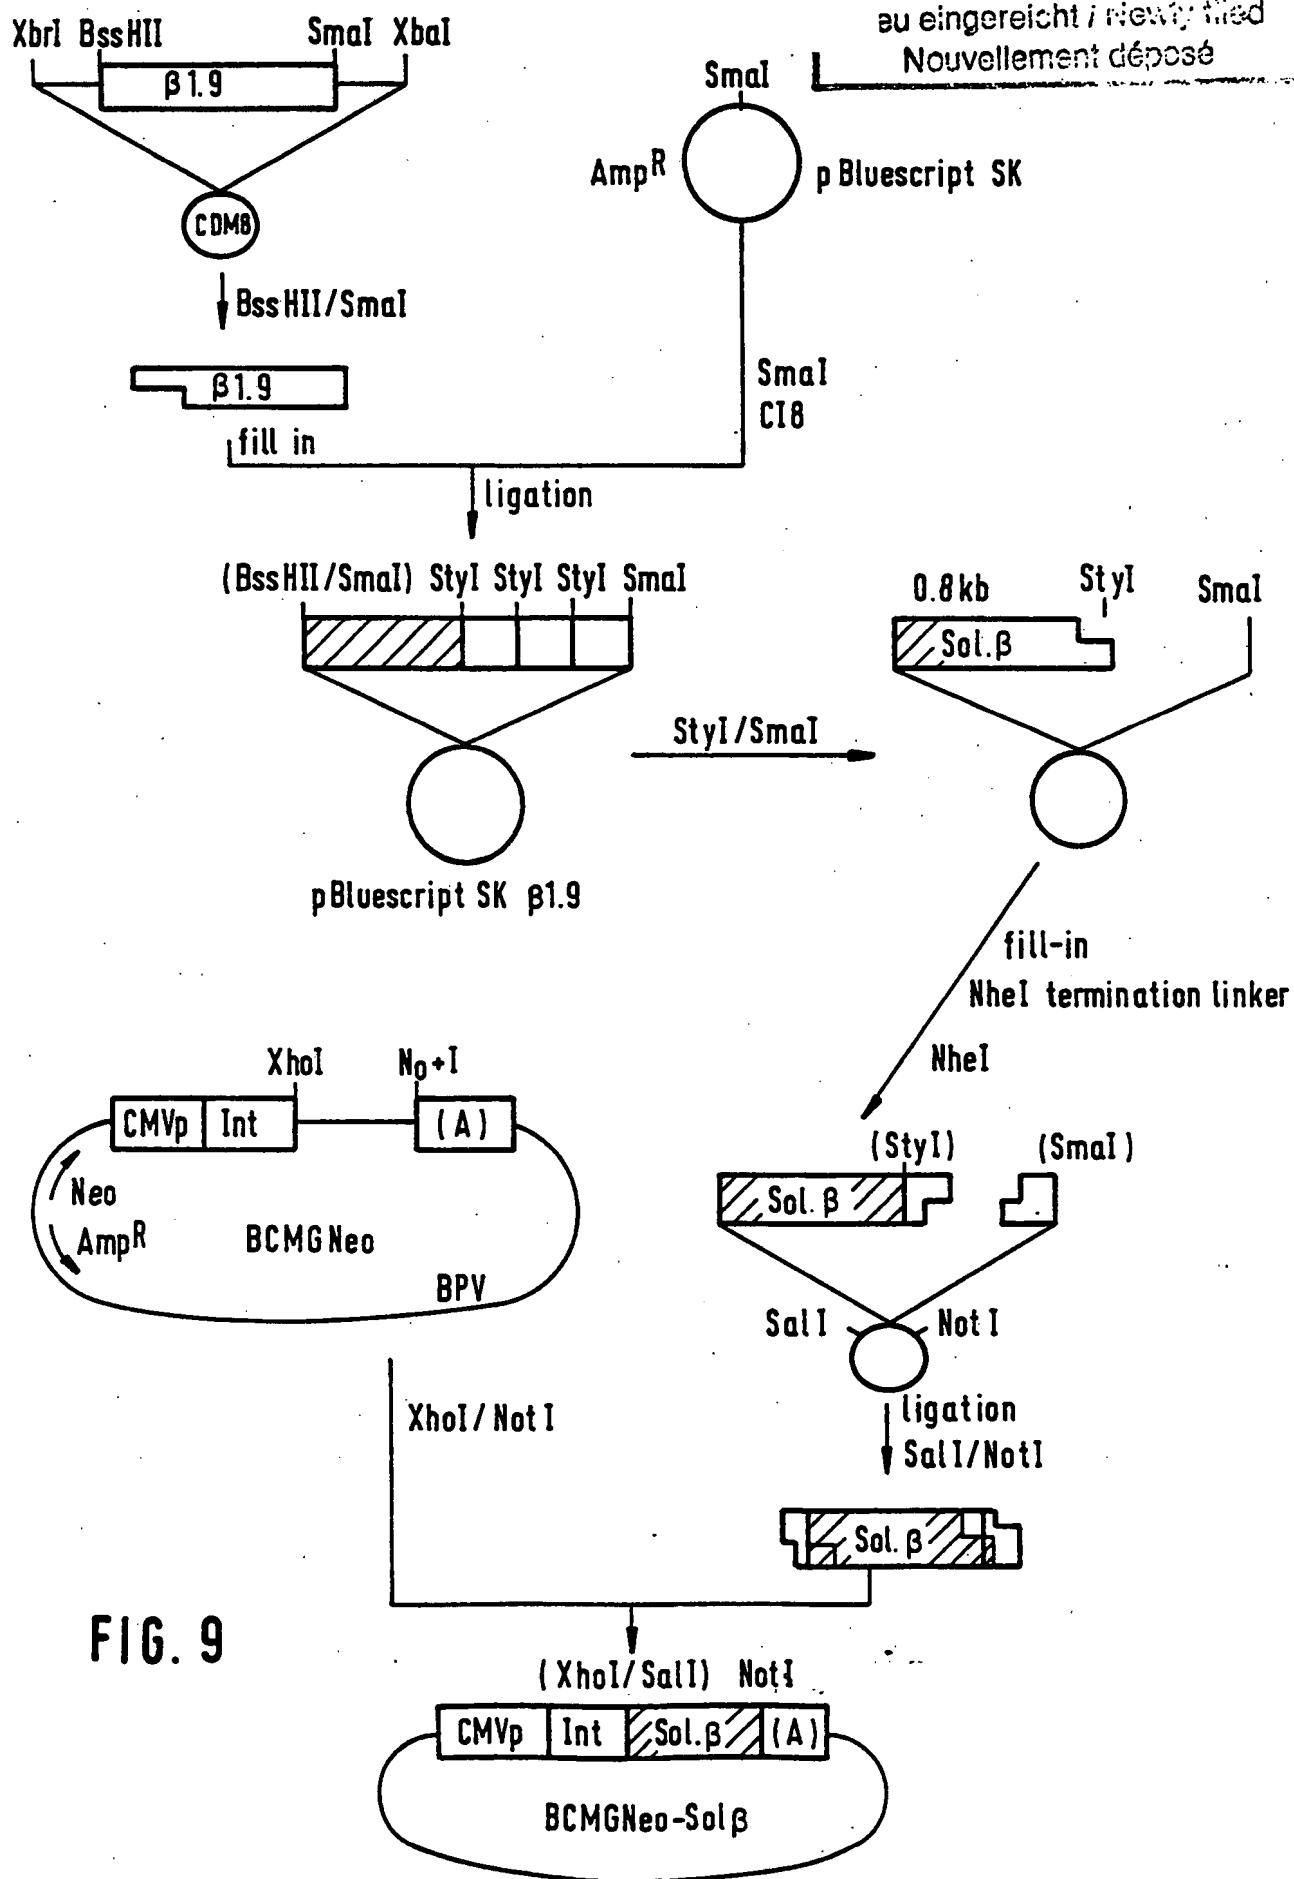 eu eingereicht / Newly filed
Nouvellement déposé
XbrI BssHII SmaI XbaI
β1.9
CDM8
BssHII/SmaI
β1.9
fill in
SmaI
AmpR
pBluescript SK
SmaI
CI8
ligation
(BssHII/SmaI) StyI StyI StyI SmaI
pBluescript SK β1.9
StyI/SmaI
0.8kb StyI SmaI
Sol.β
fill-in
NheI termination linker
NheI
XhoI No+I
CMVp Int (A)
Neo
AmpR
BCMGNeo
BPV
(StyI) (SmaI)
Sol.β
SalI NotI
ligation
SalI/NotI
XhoI/NotI
Sol.β
FIG. 9
(XhoI/SalI) NotI
CMVp Int Sol.β (A)
BCMGNeo-Solβ